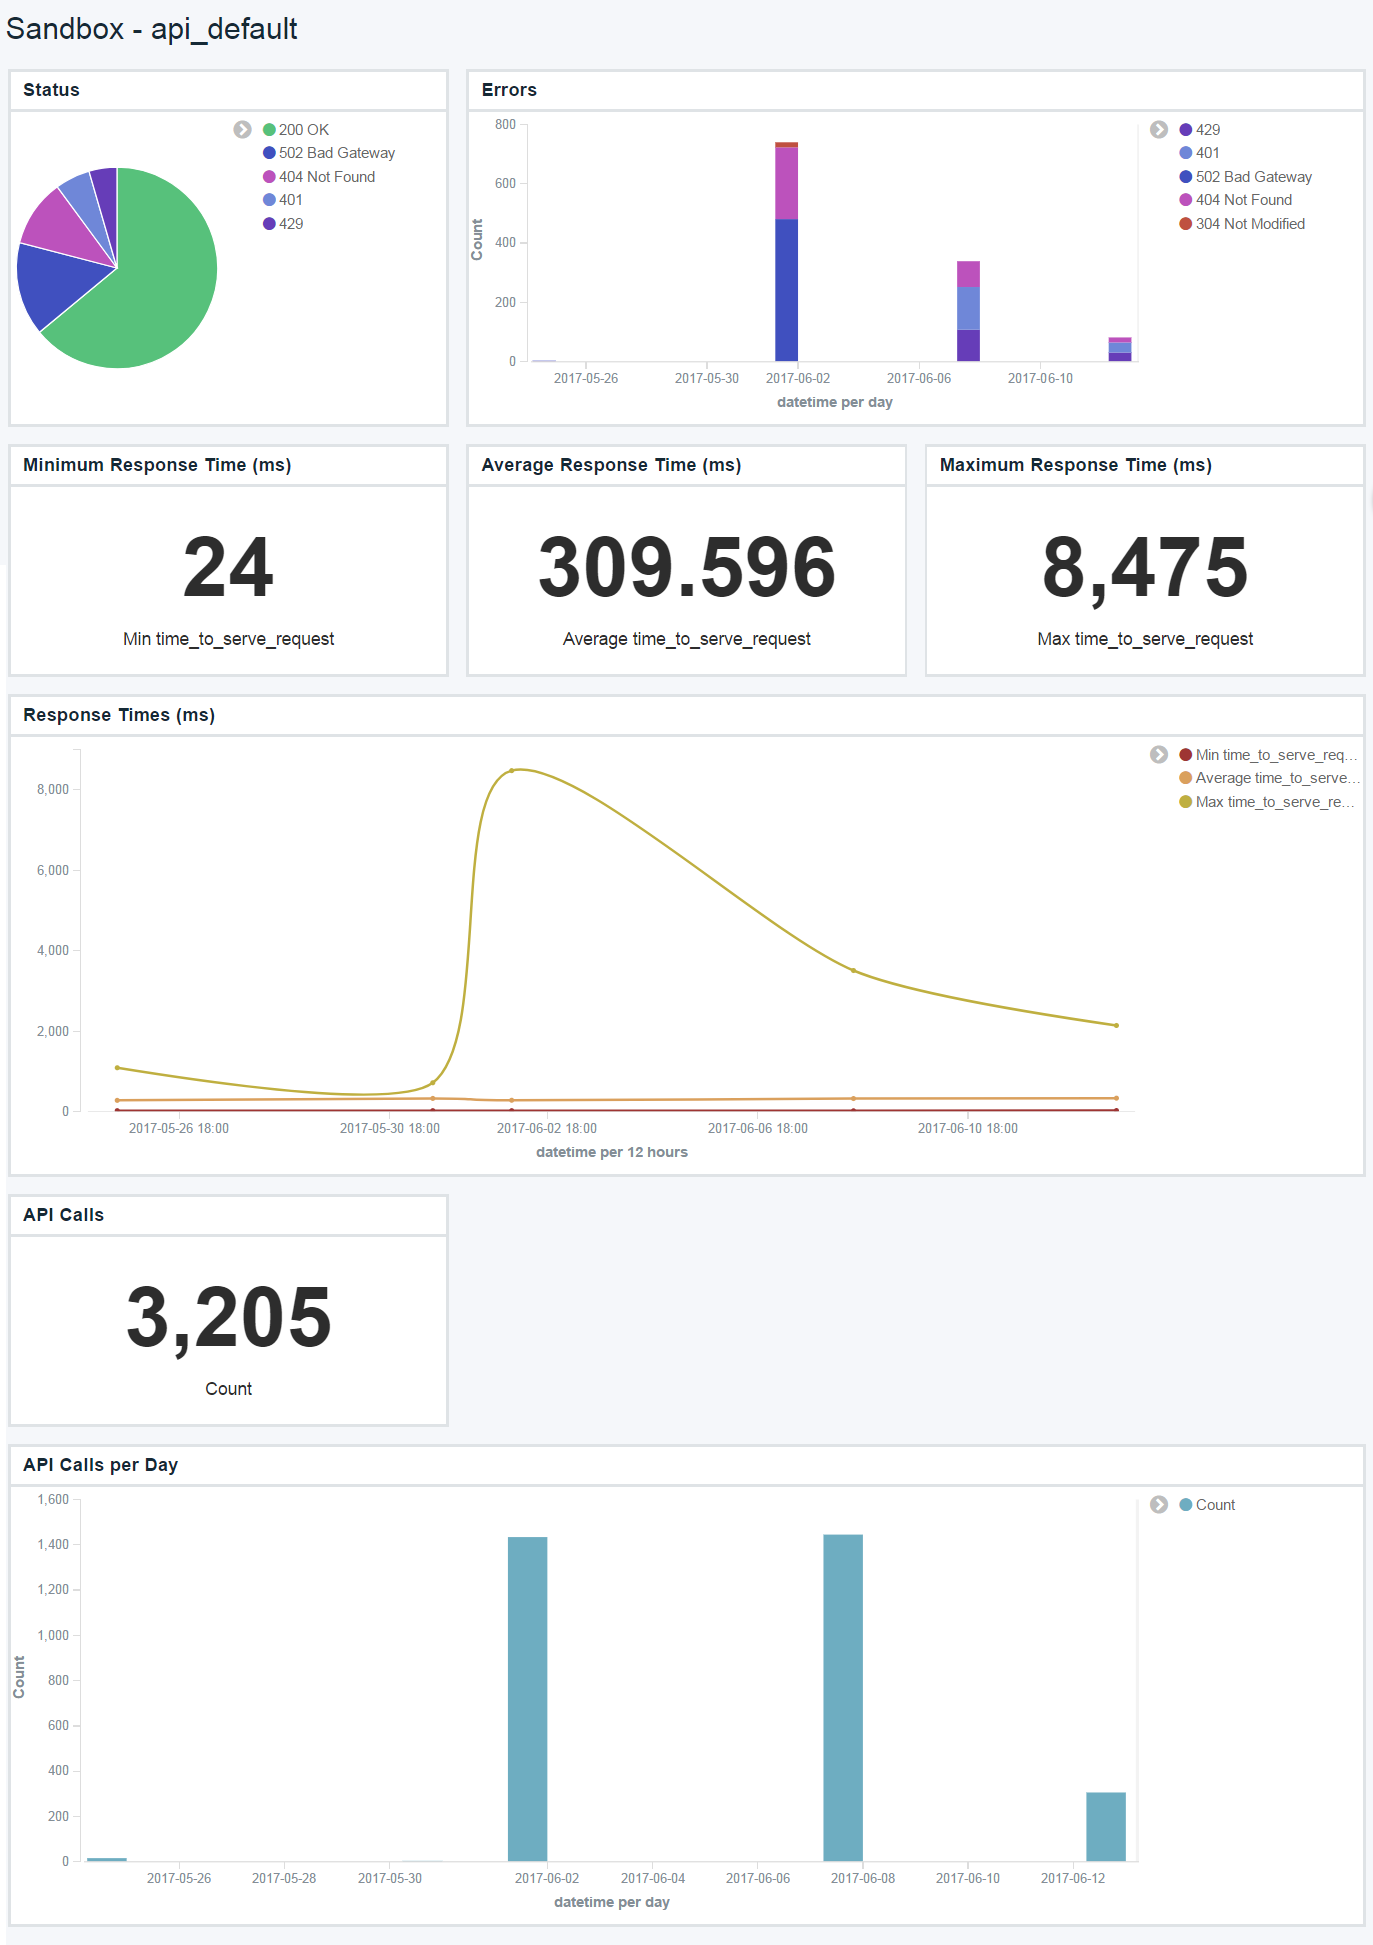 Sandbox - api_default
Status
200 OK
502 Bad Gateway
404 Not Found
401
429
Errors
800
600
400
200
0
Count
2017-05-26 2017-05-30 2017-06-02 2017-06-06 2017-06-10
datetime per day
429
401
502 Bad Gateway
404 Not Found
304 Not Modified
Minimum Response Time (ms)
24
Min time_to_serve_request
Average Response Time (ms)
309.596
Average time_to_serve_request
Maximum Response Time (ms)
8,475
Max time_to_serve_request
Response Times (ms)
8,000
6,000
4,000
2,000
0
2017-05-26 18:00 2017-05-30 18:00 2017-06-02 18:00 2017-06-06 18:00 2017-06-10 18:00
datetime per 12 hours
Min time_to_serve_req...
Average time_to_serve...
Max time_to_serve_re...
API Calls
3,205
Count
API Calls per Day
1,600
1,400
1,200
1,000
800
600
400
200
0
Count
2017-05-26 2017-05-28 2017-05-30 2017-06-02 2017-06-04 2017-06-06 2017-06-08 2017-06-10 2017-06-12
datetime per day
Count